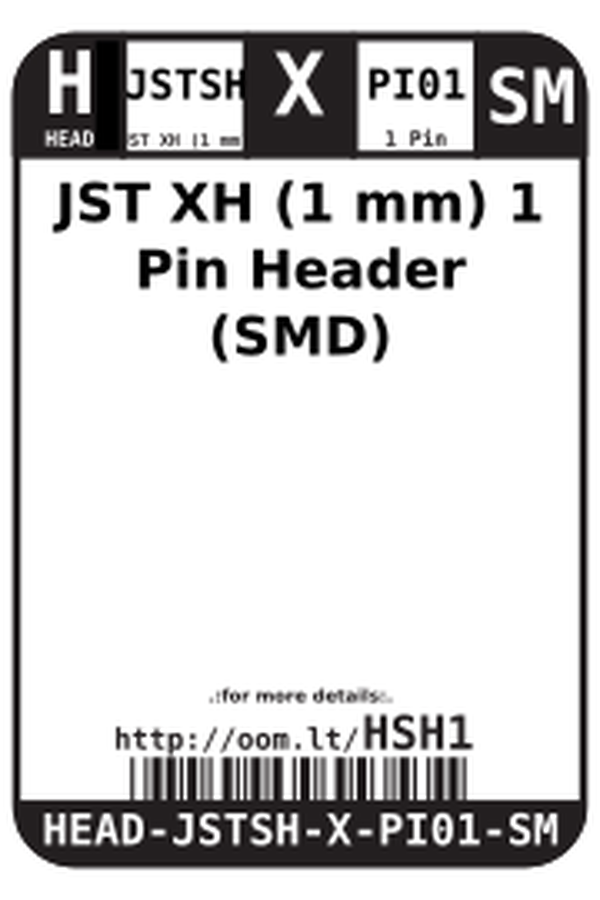 H JSTSH X PI01 SM
HEAD ST XH (1 mm 1 Pin
JST XH (1 mm) 1
Pin Header
(SMD)
.:for more details:.
http://oom.lt/HSH1
HEAD-JSTSH-X-PI01-SM